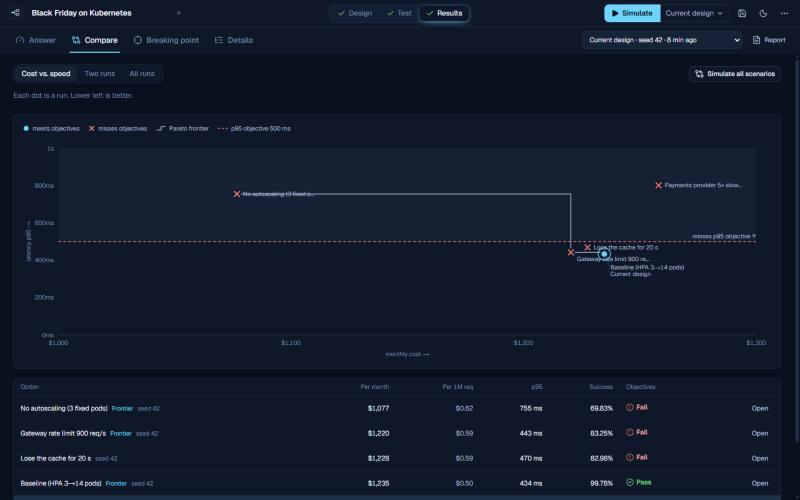 Black Friday on Kubernetes
Design
Test
Results
Simulate
Current design
Answer
Compare
Breaking point
Details
Current design · seed 42 · 8 min ago
Report
Cost vs. speed
Two runs
All runs
Simulate all scenarios
Each dot is a run. Lower left is better.
meets objectives
misses objectives
Pareto frontier
p95 objective 500 ms
1s
800ms
600ms
400ms
200ms
0ms
latency p95 →
No autoscaling (3 fixed p…
Payments provider 5× slow…
misses p95 objective ↑
Lose the cache for 20 s
Gateway rate limit 900 re…
Baseline (HPA 3→14 pods)
Current design
$1,000
$1,100
$1,200
$1,300
monthly cost →
Option Per month Per 1M req p95 Success Objectives
No autoscaling (3 fixed pods) Frontier seed 42 $1,077 $0.62 755 ms 69.83% Fail Open
Gateway rate limit 900 req/s Frontier seed 42 $1,220 $0.59 443 ms 83.25% Fail Open
Lose the cache for 20 s seed 42 $1,228 $0.59 470 ms 82.98% Fail Open
Baseline (HPA 3→14 pods) Frontier seed 42 $1,235 $0.50 434 ms 99.78% Pass Open